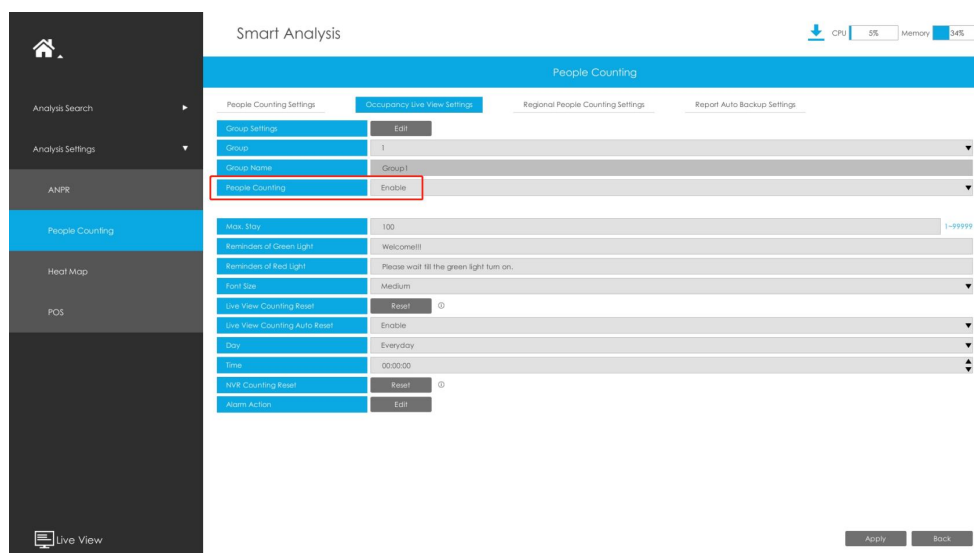 Smart Analysis
CPU 5% Memory 34%
People Counting
Analysis Search
Analysis Settings
ANPR
People Counting
Heat Map
POS
Live View
People Counting Settings Occupancy Live View Settings Regional People Counting Settings Report Auto Backup Settings
Group Settings Edit
Group 1
Group Name Group1
People Counting Enable
Max. Stay 100 1~99999
Reminders of Green Light Welcome!!!
Reminders of Red Light Please wait till the green light turn on.
Font Size Medium
Live View Counting Reset Reset
Live View Counting Auto Reset Enable
Day Everyday
Time 00:00:00
NVR Counting Reset Reset
Alarm Action Edit
Apply Back